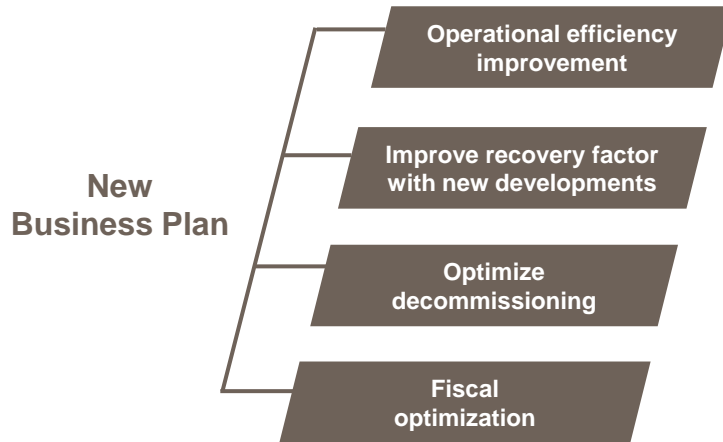 New
Business Plan
Operational efficiency
improvement
Improve recovery factor
with new developments
Optimize
decommissioning
Fiscal
optimization